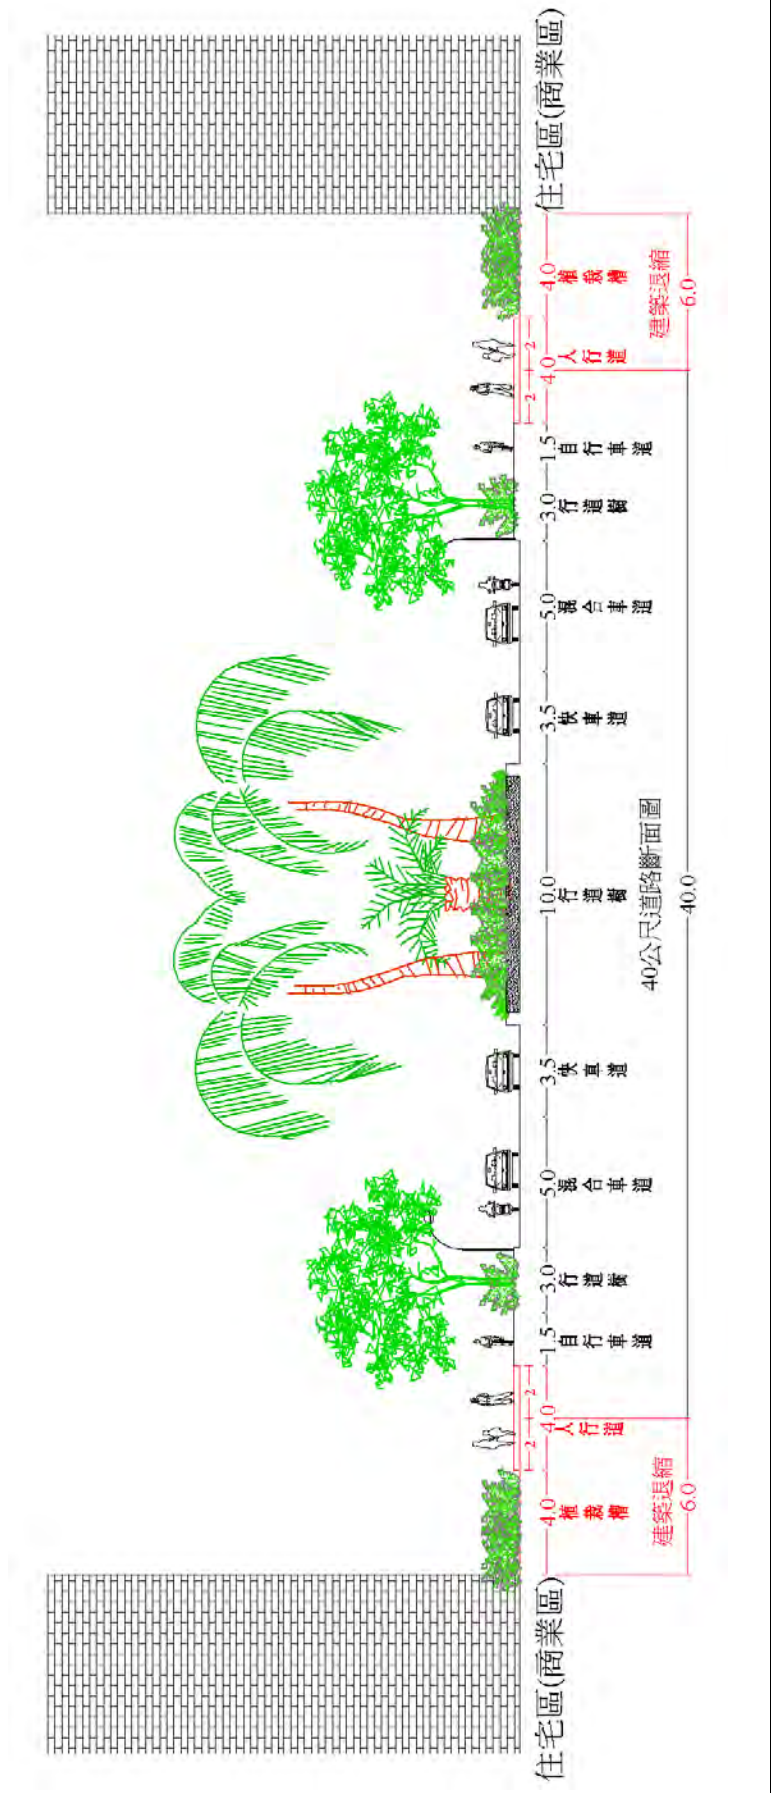 2 2 2 2
住宅區(商業區) 4.0 4.0 1.5 3.0 5.0 3.5 10.0 3.5 5.0 3.0 1.5 4.0 4.0 住宅區(商業區)
植栽槽
人行道
自行車道
行道樹
混合車道
快車道
行道樹
快車道
混合車道
行道樹
自行車道
人行道
植栽槽
建築退縮 40公尺道路斷面圖 建築退縮
6.0 40.0 6.0